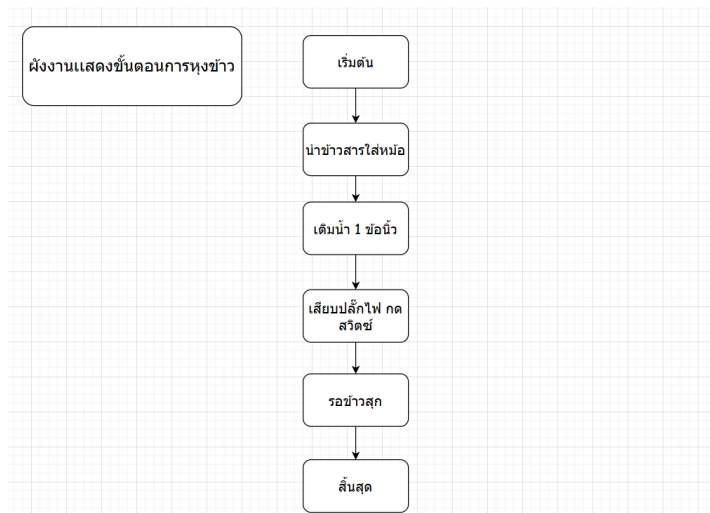 ผังงานแสดงขั้นตอนการหุงข้าว
เริ่มต้น
นำข้าวสารใส่หม้อ
เติมน้ำ 1 ข้อนิ้ว
เสียบปลั๊กไฟ กด
สวิตซ์
รอข้าวสุก
สิ้นสุด